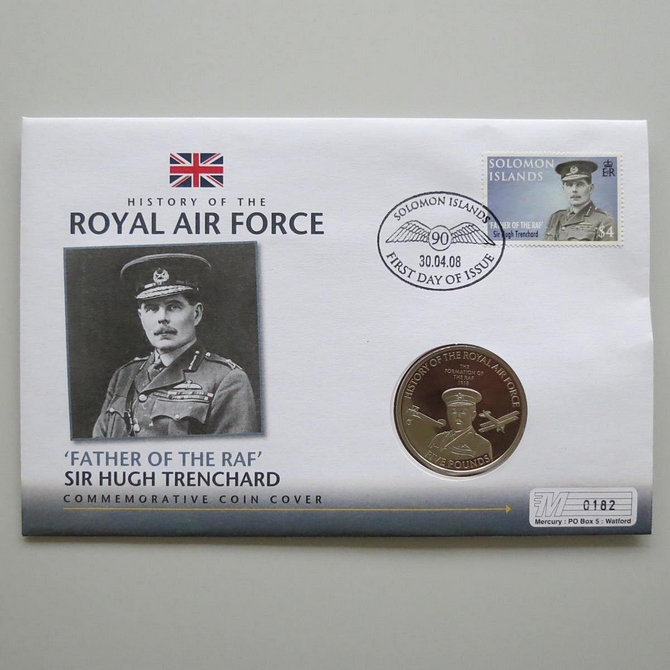 HISTORY OF THE
ROYAL AIR FORCE
'FATHER OF THE RAF'
SIR HUGH TRENCHARD
COMMEMORATIVE COIN COVER
SOLOMON ISLANDS
90
30.04.08
FIRST DAY OF ISSUE
SOLOMON
ISLANDS
ER
'FATHER OF THE RAF'
Sir Hugh Trenchard
$4
HISTORY OF THE ROYAL AIR FORCE
THE
FORMATION OF
THE RAF
1918
FIVE POUNDS
M
0182
Mercury : PO Box 5 : Watford